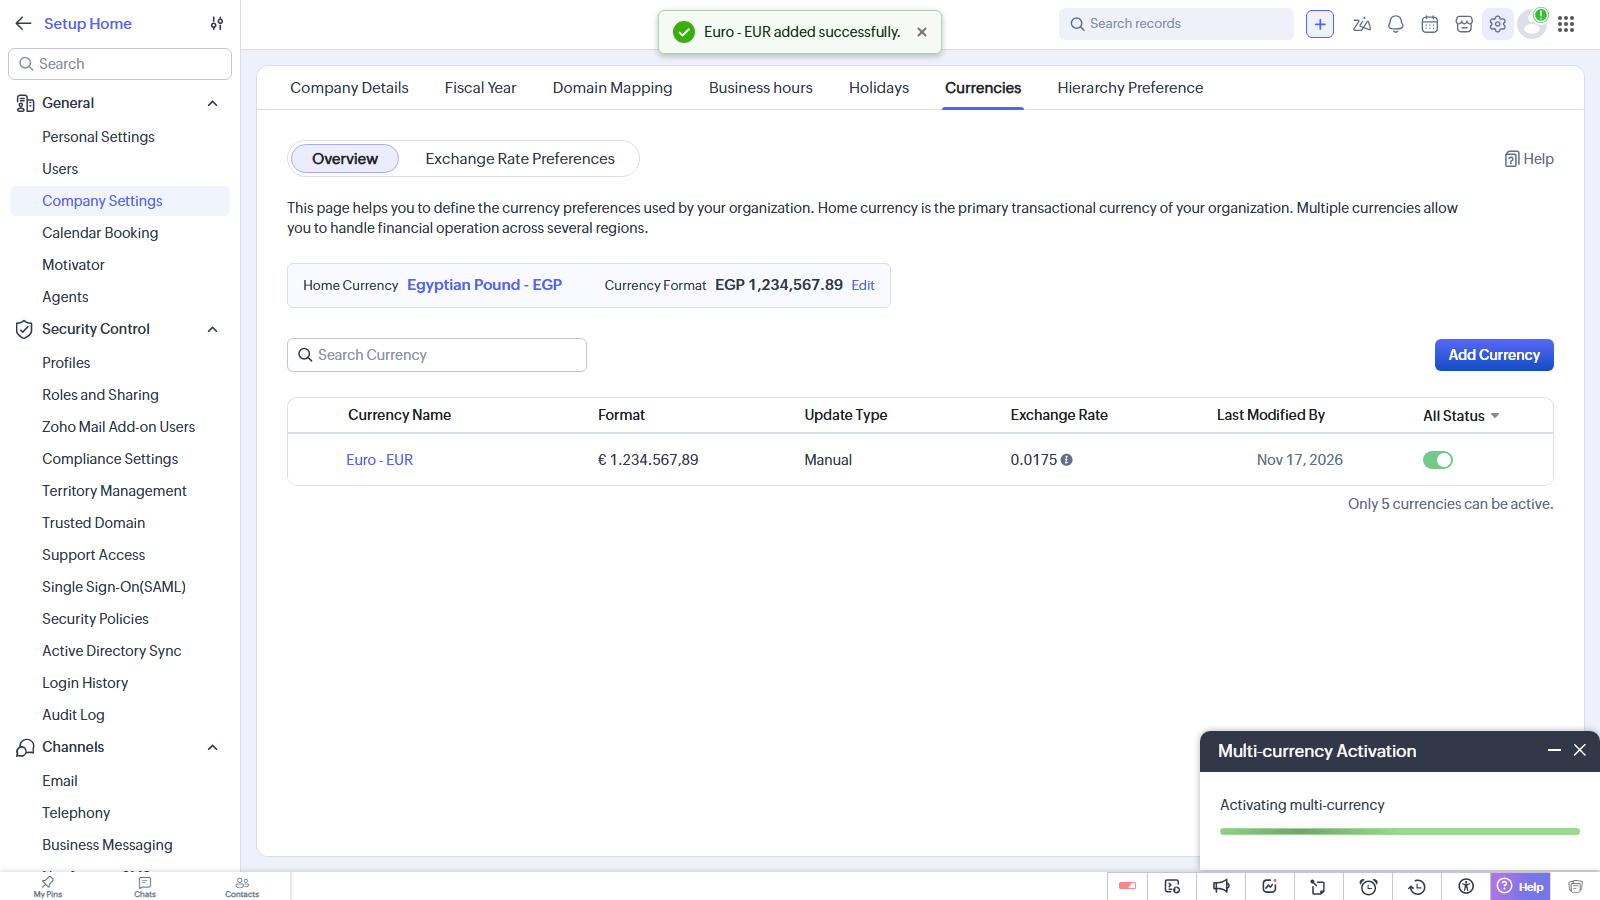 Setup Home
Search
General
Personal Settings
Users
Company Settings
Calendar Booking
Motivator
Agents
Security Control
Profiles
Roles and Sharing
Zoho Mail Add-on Users
Compliance Settings
Territory Management
Trusted Domain
Support Access
Single Sign-On(SAML)
Security Policies
Active Directory Sync
Login History
Audit Log
Channels
Email
Telephony
Business Messaging
My Pins
Chats
Contacts
Euro - EUR added successfully.
Search records
Company Details
Fiscal Year
Domain Mapping
Business hours
Holidays
Currencies
Hierarchy Preference
Overview
Exchange Rate Preferences
Help
This page helps you to define the currency preferences used by your organization. Home currency is the primary transactional currency of your organization. Multiple currencies allow
you to handle financial operation across several regions.
Home Currency Egyptian Pound - EGP Currency Format EGP 1,234,567.89 Edit
Search Currency
Add Currency
Currency Name Format Update Type Exchange Rate Last Modified By All Status
Euro - EUR € 1.234.567,89 Manual 0.0175 Nov 17, 2026
Only 5 currencies can be active.
Multi-currency Activation
Activating multi-currency
Help